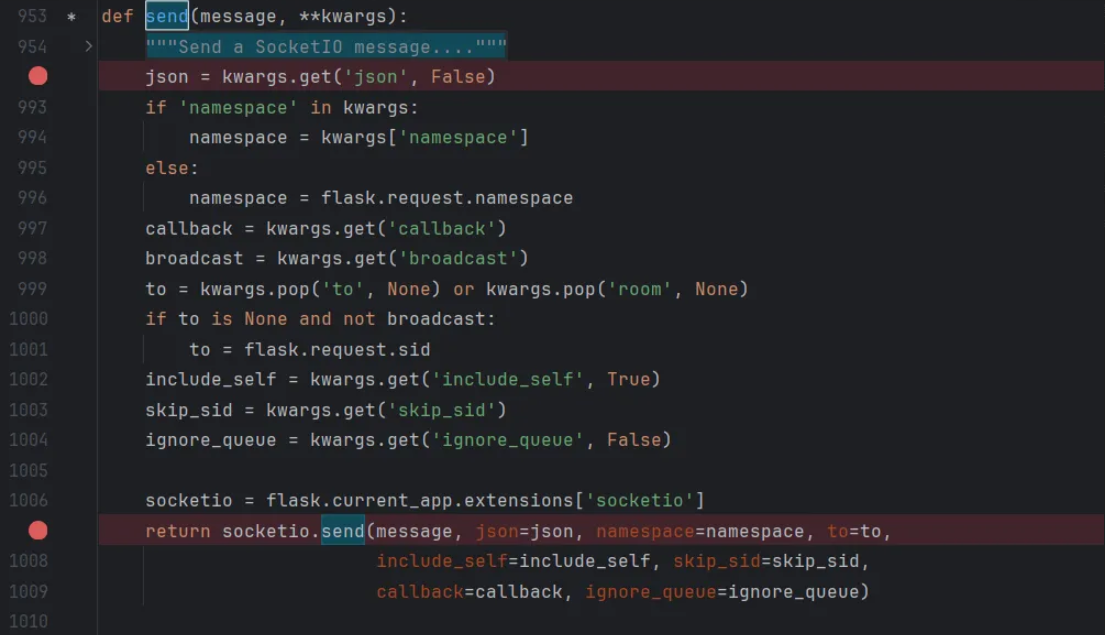 953 * def send(message, **kwargs):
954 > """Send a SocketIO message...."""
json = kwargs.get('json', False)
993 if 'namespace' in kwargs:
994 namespace = kwargs['namespace']
995 else:
996 namespace = flask.request.namespace
997 callback = kwargs.get('callback')
998 broadcast = kwargs.get('broadcast')
999 to = kwargs.pop('to', None) or kwargs.pop('room', None)
1000 if to is None and not broadcast:
1001 to = flask.request.sid
1002 include_self = kwargs.get('include_self', True)
1003 skip_sid = kwargs.get('skip_sid')
1004 ignore_queue = kwargs.get('ignore_queue', False)
1005
1006 socketio = flask.current_app.extensions['socketio']
return socketio.send(message, json=json, namespace=namespace, to=to,
1008 include_self=include_self, skip_sid=skip_sid,
1009 callback=callback, ignore_queue=ignore_queue)
1010